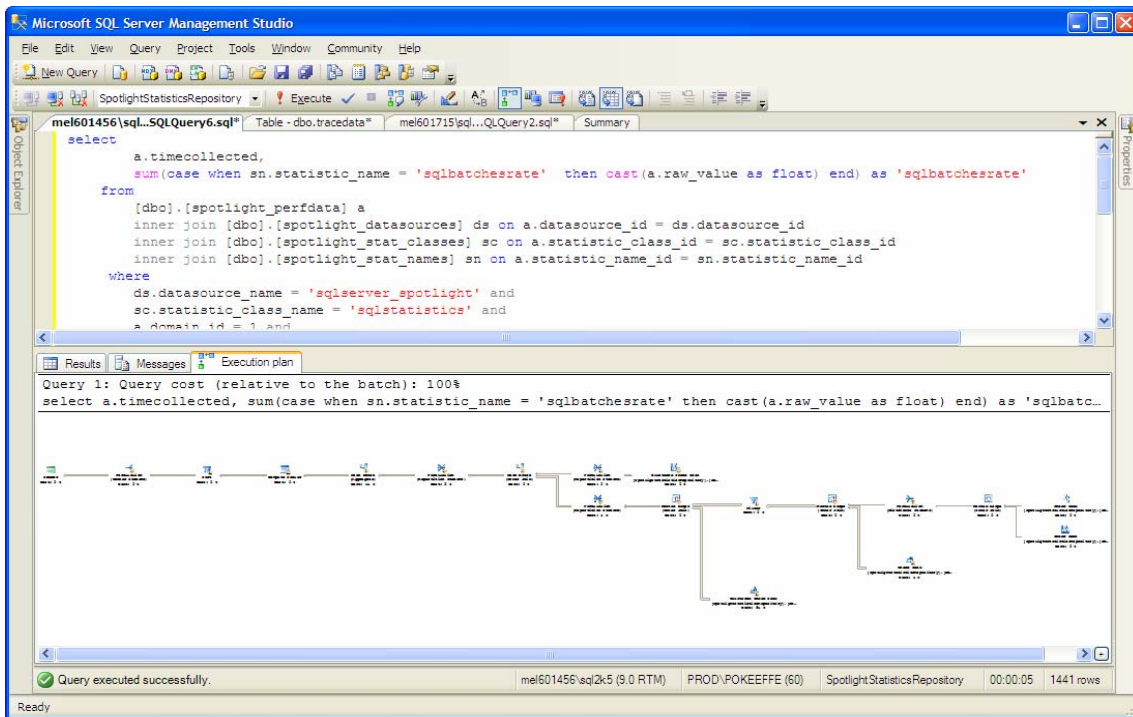 Microsoft SQL Server Management Studio
File Edit View Query Project Tools Window Community Help
New Query
SpotlightStatisticsRepository Execute
mel601456\sql...SQLQuery6.sql* Table - dbo.tracedata* mel601715\sql...QLQuery2.sql* Summary
Object Explorer
Properties
select
a.timecollected,
sum(case when sn.statistic_name = 'sqlbatchesrate' then cast(a.raw_value as float) end) as 'sqlbatchesrate'
from
[dbo].[spotlight_perfdata] a
inner join [dbo].[spotlight_datasources] ds on a.datasource_id = ds.datasource_id
inner join [dbo].[spotlight_stat_classes] sc on a.statistic_class_id = sc.statistic_class_id
inner join [dbo].[spotlight_stat_names] sn on a.statistic_name_id = sn.statistic_name_id
where
ds.datasource_name = 'sqlserver_spotlight' and
sc.statistic_class_name = 'sqlstatistics' and
a.domain_id = 1 and
Results Messages Execution plan
Query 1: Query cost (relative to the batch): 100%
select a.timecollected, sum(case when sn.statistic_name = 'sqlbatchesrate' then cast(a.raw_value as float) end) as 'sqlbatc...
Query executed successfully. mel601456\sql2k5 (9.0 RTM) PROD\POKEEFFE (60) SpotlightStatisticsRepository 00:00:05 1441 rows
Ready